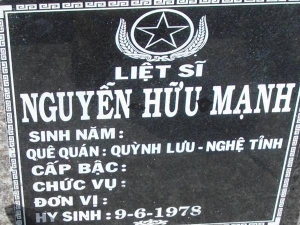 LIỆT SĨ
NGUYỄN HỮU MẠNH
SINH NĂM :
QUÊ QUÁN : QUỲNH LƯU - NGHỆ TĨNH
CẤP BẬC :
CHỨC VỤ :
ĐƠN VỊ :
HY SINH : 9-6-1978